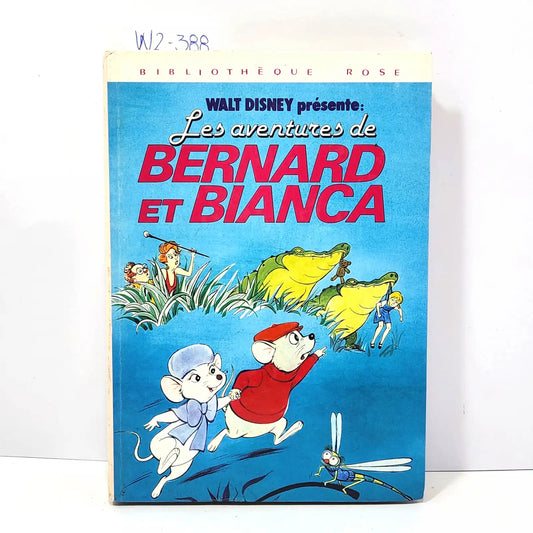 W2-388
BIBLIOTHÈQUE ROSE
WALT DISNEY présente:
Les aventures de
BERNARD
ET BIANCA